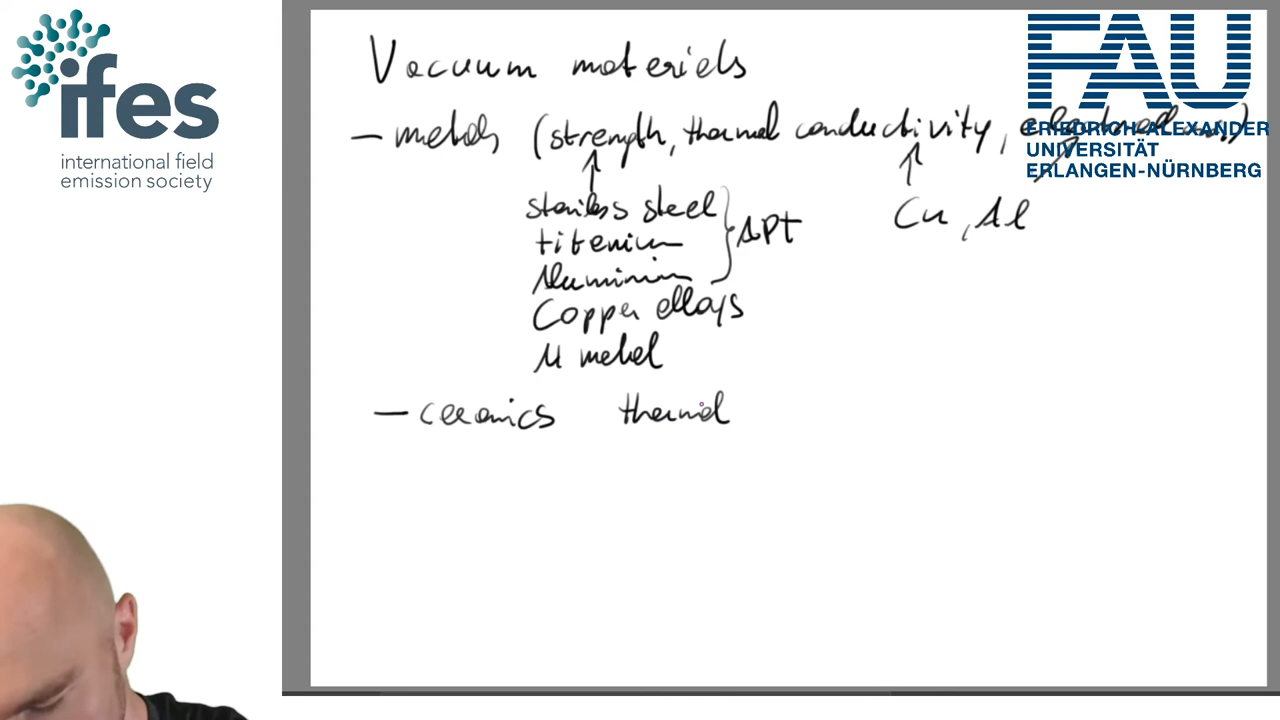 ifes
international field
emission society
FAU
FRIEDRICH-ALEXANDER
UNIVERSITÄT
ERLANGEN-NÜRNBERG
Vacuum materials
– metals (strength, thermal conductivity,
stainless steel
titanium
Aluminium
} APT
Cu, Al
Copper alloys
µ metal
– ceramics thermal